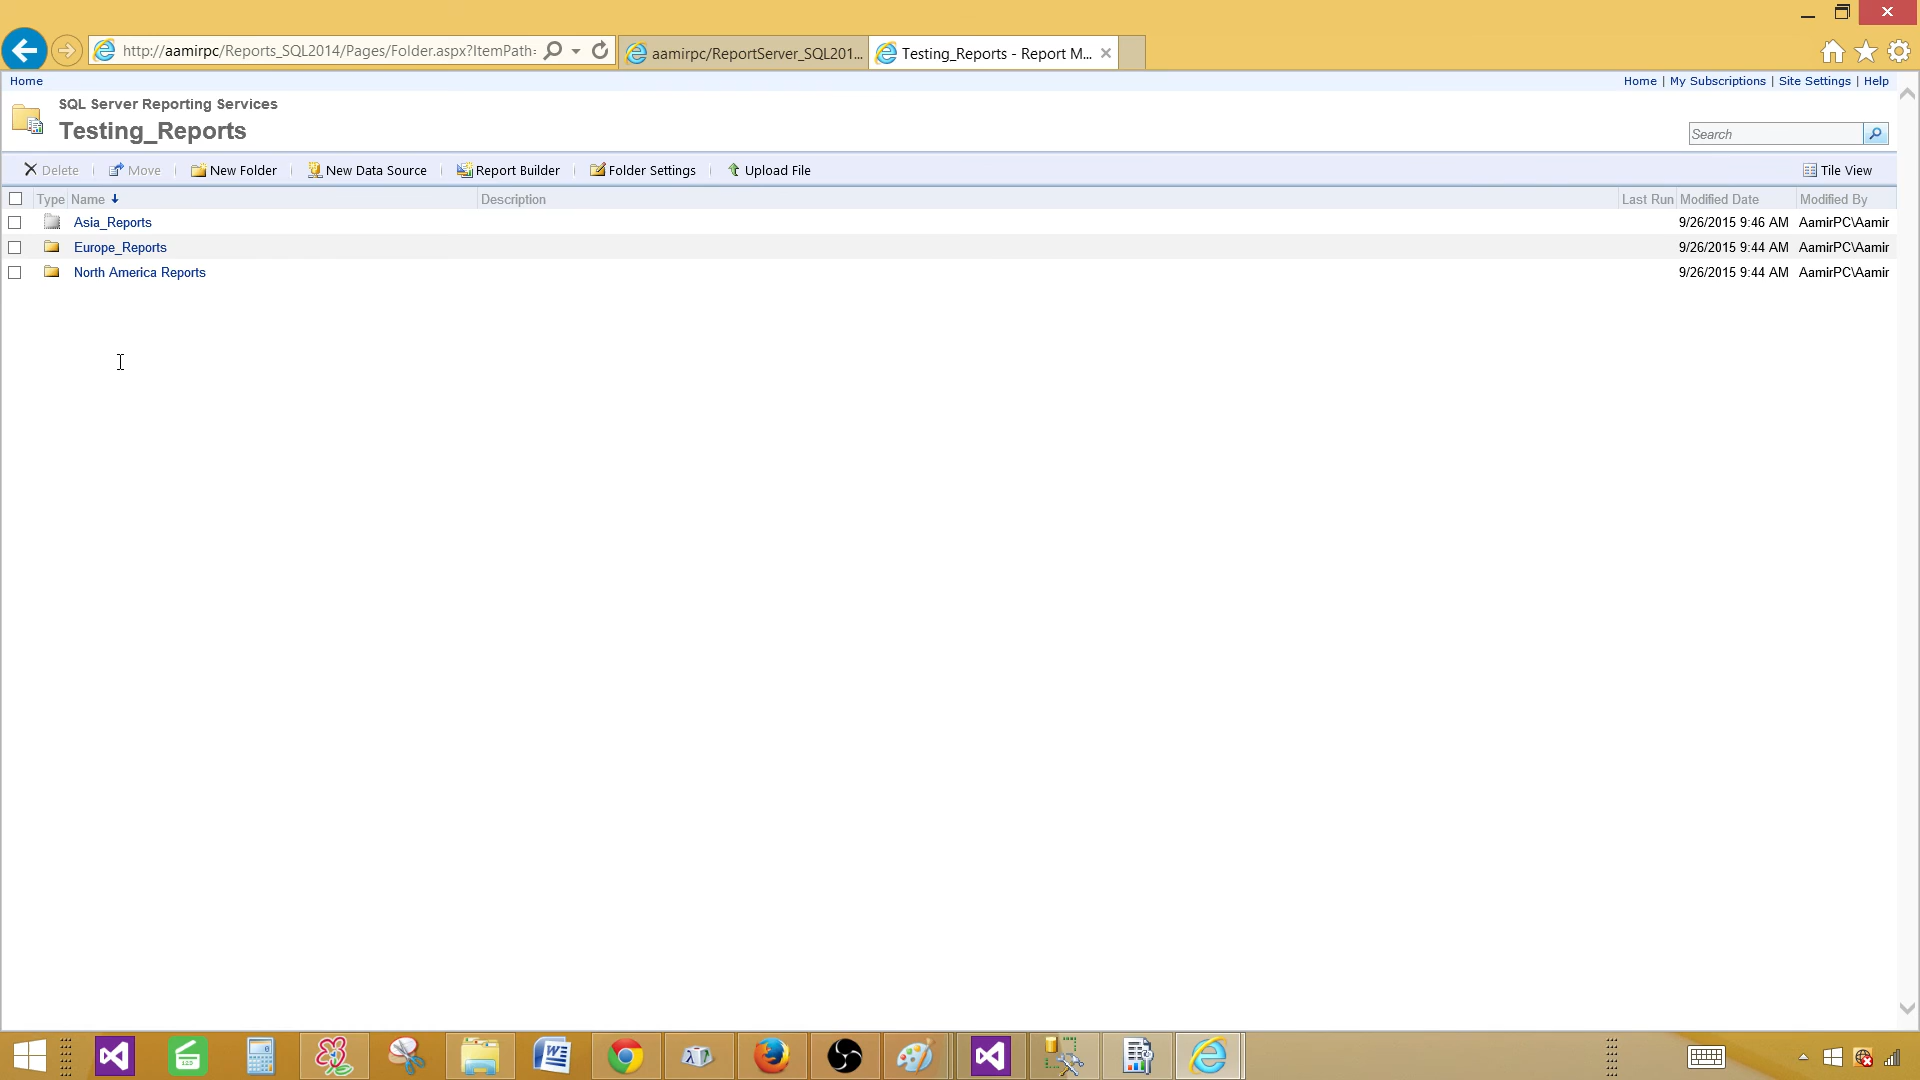 http://aamirpc/Reports_SQL2014/Pages/Folder.aspx?ItemPath=
aamirpc/ReportServer_SQL201...
Testing_Reports - Report M...
Home
Home | My Subscriptions | Site Settings | Help
SQL Server Reporting Services
Testing_Reports
Search
Delete
Move
New Folder
New Data Source
Report Builder
Folder Settings
Upload File
Tile View
Type Name Description Last Run Modified Date Modified By
Asia_Reports 9/26/2015 9:46 AM AamirPC\Aamir
Europe_Reports 9/26/2015 9:44 AM AamirPC\Aamir
North America Reports 9/26/2015 9:44 AM AamirPC\Aamir